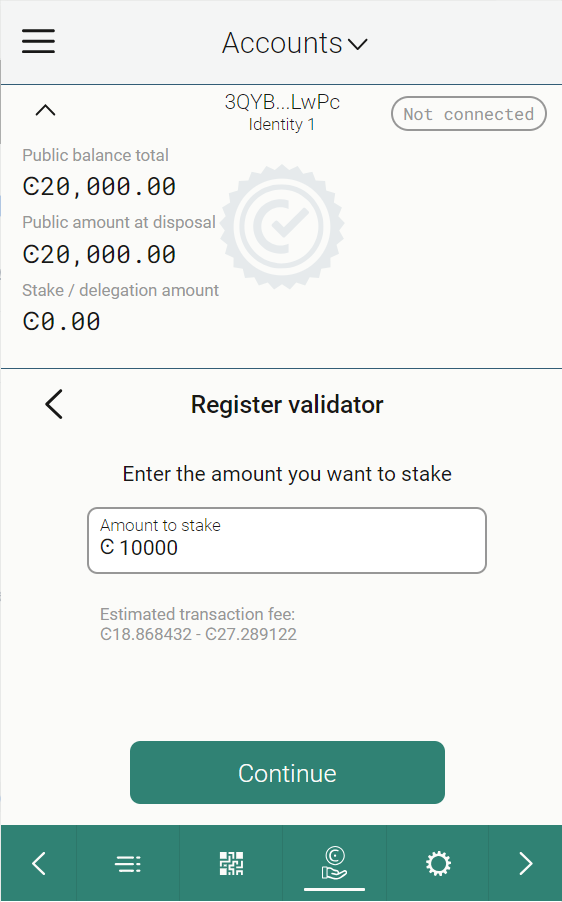 Accounts
3QYB...LwPc
Identity 1
Not connected
Public balance total
Ͼ20,000.00
Public amount at disposal
Ͼ20,000.00
Stake / delegation amount
Ͼ0.00
Register validator
Enter the amount you want to stake
Amount to stake
Ͼ 10000
Estimated transaction fee:
Ͼ18.868432 - Ͼ27.289122
Continue